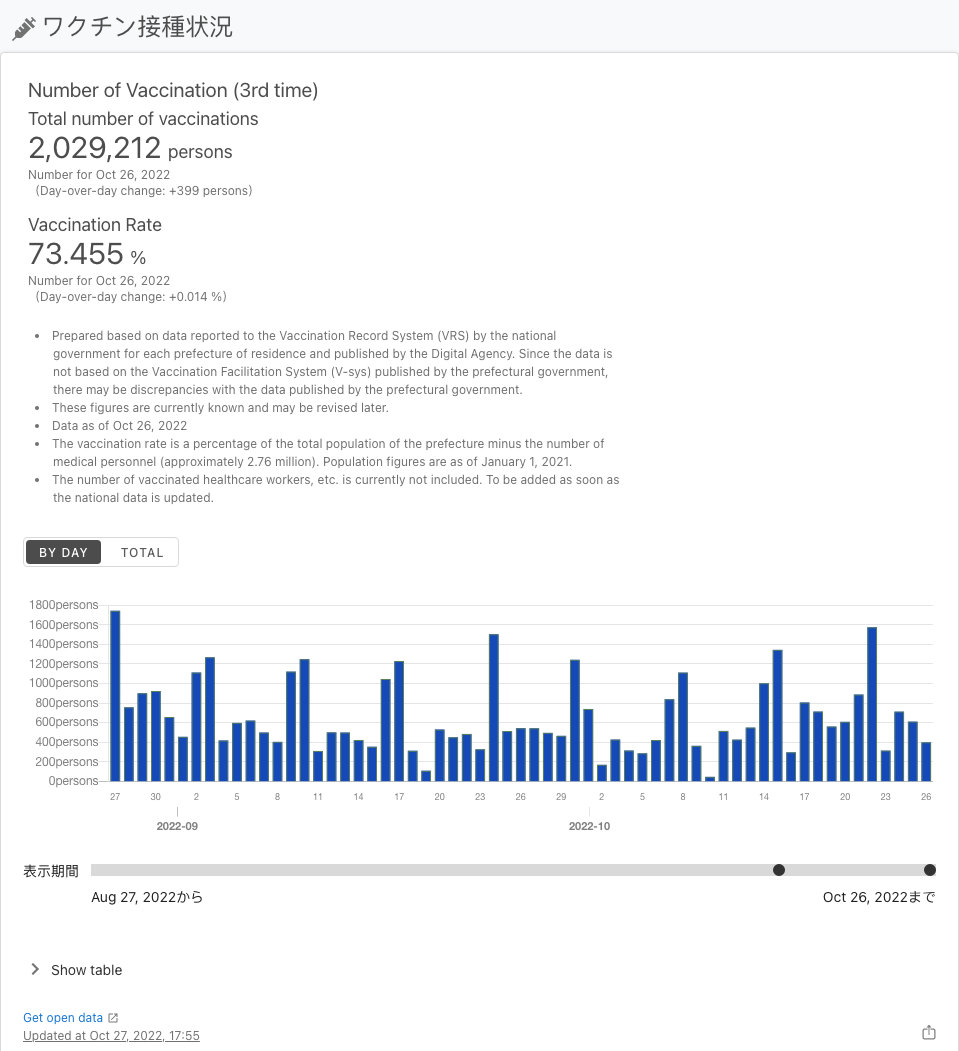 ワクチン接種状況
Number of Vaccination (3rd time)
Total number of vaccinations
2,029,212 persons
Number for Oct 26, 2022
(Day-over-day change: +399 persons)
Vaccination Rate
73.455 %
Number for Oct 26, 2022
(Day-over-day change: +0.014 %)
• Prepared based on data reported to the Vaccination Record System (VRS) by the national
government for each prefecture of residence and published by the Digital Agency. Since the data is
not based on the Vaccination Facilitation System (V-sys) published by the prefectural government,
there may be discrepancies with the data published by the prefectural government.
• These figures are currently known and may be revised later.
• Data as of Oct 26, 2022
• The vaccination rate is a percentage of the total population of the prefecture minus the number of
medical personnel (approximately 2.76 million). Population figures are as of January 1, 2021.
• The number of vaccinated healthcare workers, etc. is currently not included. To be added as soon as
the national data is updated.
BY DAY TOTAL
1800persons
1600persons
1400persons
1200persons
1000persons
800persons
600persons
400persons
200persons
0persons
27 30 2 5 8 11 14 17 20 23 26 29 2 5 8 11 14 17 20 23 26
2022-09 2022-10
表示期間
Aug 27, 2022から Oct 26, 2022まで
Show table
Get open data
Updated at Oct 27, 2022, 17:55